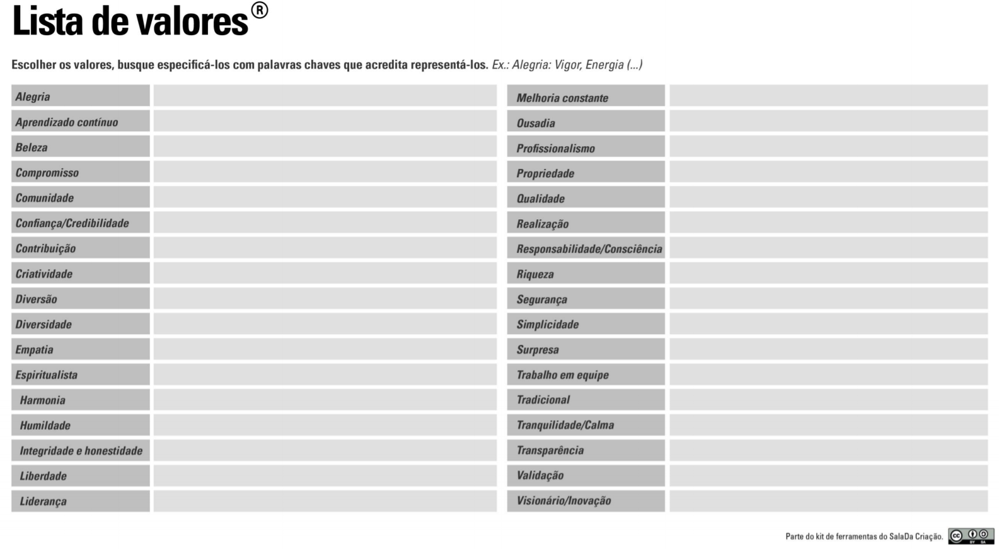 Lista de valores®
Escolher os valores, busque especificá-los com palavras chaves que acredita representá-los. Ex.: Alegria: Vigor, Energia (...)
Alegria
Aprendizado contínuo
Beleza
Compromisso
Comunidade
Confiança/Credibilidade
Contribuição
Criatividade
Diversão
Diversidade
Empatia
Espiritualista
Harmonia
Humildade
Integridade e honestidade
Liberdade
Liderança
Melhoria constante
Ousadia
Profissionalismo
Propriedade
Qualidade
Realização
Responsabilidade/Consciência
Riqueza
Segurança
Simplicidade
Surpresa
Trabalho em equipe
Tradicional
Tranquilidade/Calma
Transparência
Validação
Visionário/Inovação
Parte do kit de ferramentas do SalaDa Criação.
cc
BY SA